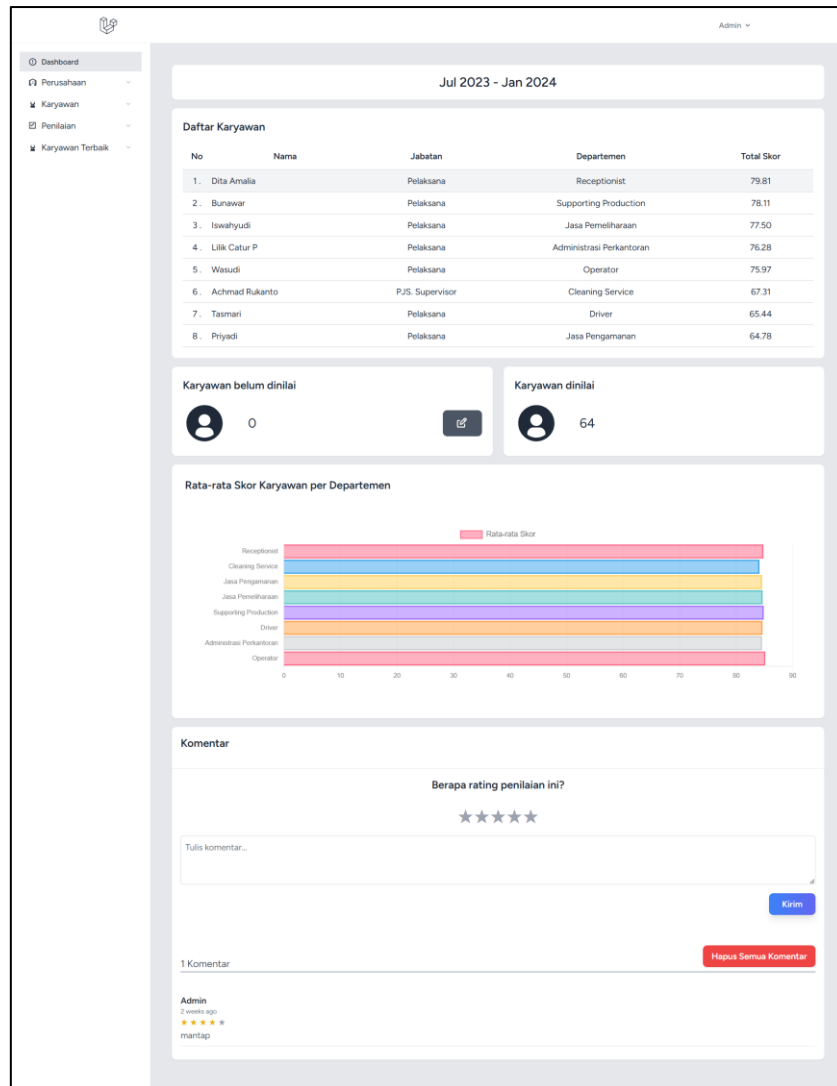 Admin
Dashboard
Perusahaan
Karyawan
Penilaian
Karyawan Terbaik
Jul 2023 - Jan 2024
Daftar Karyawan
No Nama Jabatan Departemen Total Skor
1. Dita Amalia Pelaksana Receptionist 79.81
2. Bunawar Pelaksana Supporting Production 78.11
3. Iswahyudi Pelaksana Jasa Pemeliharaan 77.50
4. Lilik Catur P Pelaksana Administrasi Perkantoran 76.28
5. Wasudi Pelaksana Operator 75.97
6. Achmad Rukanto PJS. Supervisor Cleaning Service 67.31
7. Tasmari Pelaksana Driver 65.44
8. Priyadi Pelaksana Jasa Pengamanan 64.78
Karyawan belum dinilai
0
Karyawan dinilai
64
Rata-rata Skor Karyawan per Departemen
Rata-rata Skor
Receptionist
Cleaning Service
Jasa Pengamanan
Jasa Pemeliharaan
Supporting Production
Driver
Administrasi Perkantoran
Operator
0 10 20 30 40 50 60 70 80 90
Komentar
Berapa rating penilaian ini?
Tulis komentar...
Kirim
1 Komentar
Hapus Semua Komentar
Admin
2 weeks ago
mantap